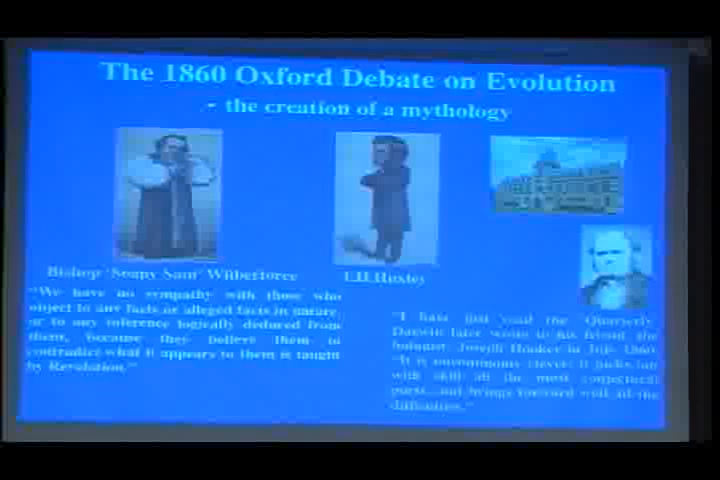 The 1860 Oxford Debate on Evolution
- the creation of a mythology
Bishop 'Soapy Sam' Wilberforce
T.H.Huxley
"We have no sympathy with those who
object to any facts or alleged facts in nature,
or to any inference logically deduced from
them, because they believe them to
contradict what it appears to them is taught
by Revelation."
"I have just read the 'Quarterly,
Darwin later wrote to his friend, the
botanist, Joseph Hooker in July 1860.
"It is uncommonly clever; it picks out
with skill all the most conjectural
parts, and brings forward well all the
difficulties."